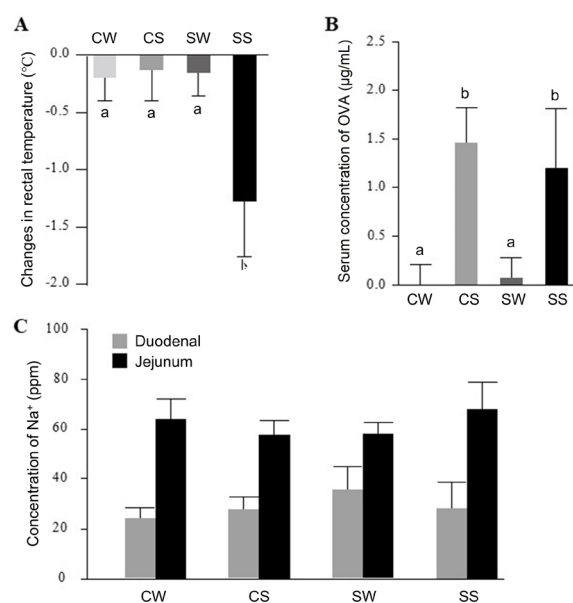 A
CW CS SW SS
0.0
-0.5
-1.0
-1.5
-2.0
Changes in rectal temperature (℃)
a a a
B
2.5
2.0
1.5
1.0
0.5
0.0
Serum concentration of OVA (μg/mL)
a b a b
CW CS SW SS
C
100
80
60
40
20
0
Concentration of Na⁺ (ppm)
Duodenal
Jejunum
CW CS SW SS